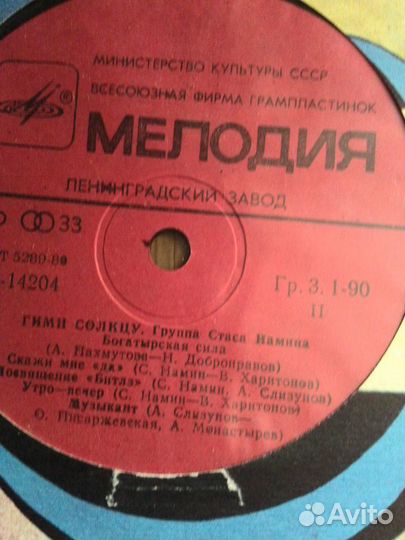 МИНИСТЕРСТВО КУЛЬТУРЫ СССР
ВСЕСОЮЗНАЯ ФИРМА ГРАМПЛАСТИНОК
МЕЛОДИЯ
ЛЕНИНГРАДСКИЙ ЗАВОД
33
5289-80
-14204
Гр. 3. 1-90
II
ГИМН СОЛНЦУ. Группа Стаса Намина
Богатырская сила
(А. Пахмутова—Н. Добронравов)
Скажи мне «да» (С. Намин—В. Харитонов)
Посвящение «Битлз» (С. Намин, А. Слизунов)
Утро—вечер (С. Намин—В. Харитонов)
Музыкант (А. Слизунов—
О. Писаржевская, А. Монастырев)
Avito